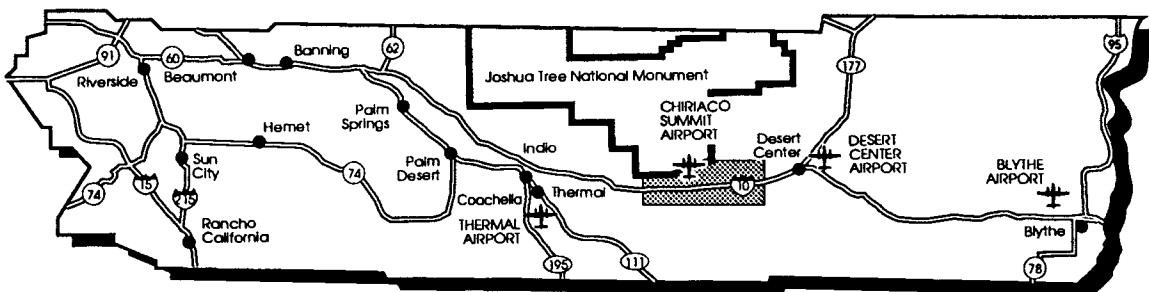 91
60
Banning
62
95
Riverside
Beaumont
Joshua Tree National Monument
177
CHIRIACO
SUMMIT
AIRPORT
Palm
Springs
Hemet
Indio
Desert
Center
DESERT
CENTER
AIRPORT
Sun
City
74
Palm
Desert
BLYTHE
AIRPORT
15
215
74
10
Coachella
Thermal
Rancho
California
THERMAL
AIRPORT
Blythe
195
111
78